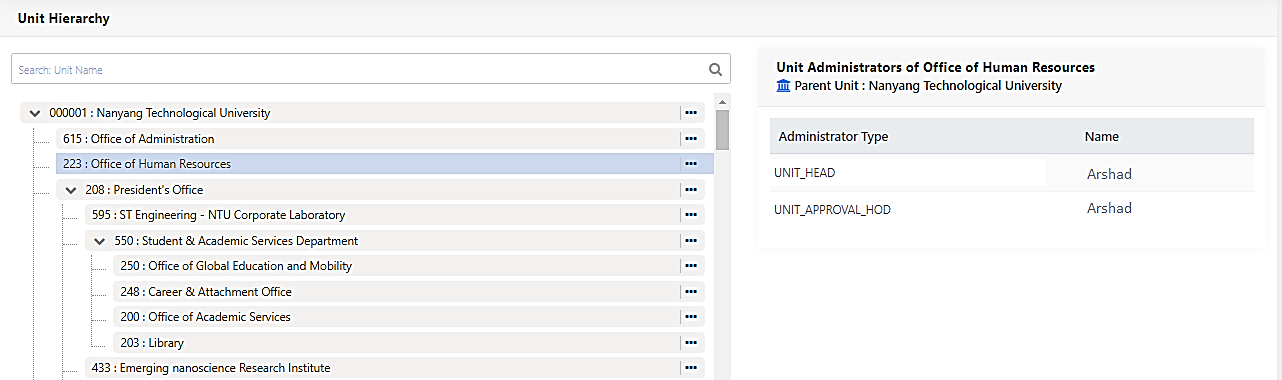 Unit Hierarchy
Search: Unit Name
000001 : Nanyang Technological University
615 : Office of Administration
223 : Office of Human Resources
208 : President's Office
595 : ST Engineering - NTU Corporate Laboratory
550 : Student & Academic Services Department
250 : Office of Global Education and Mobility
248 : Career & Attachment Office
200 : Office of Academic Services
203 : Library
433 : Emerging nanoscience Research Institute
Unit Administrators of Office of Human Resources
Parent Unit : Nanyang Technological University
Administrator Type Name
UNIT_HEAD Arshad
UNIT_APPROVAL_HOD Arshad